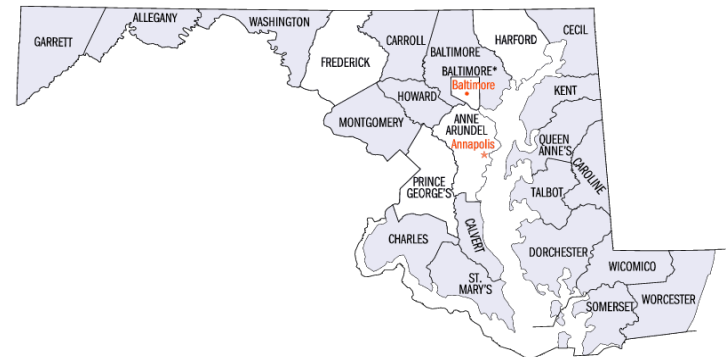 GARRETT
ALLEGANY
WASHINGTON
FREDERICK
CARROLL
BALTIMORE
HARFORD
CECIL
BALTIMORE*
Baltimore
HOWARD
KENT
MONTGOMERY
ANNE
ARUNDEL
Annapolis
QUEEN
ANNE'S
CAROLINE
PRINCE
GEORGE'S
TALBOT
CHARLES
CALVERT
DORCHESTER
ST.
MARY'S
WICOMICO
SOMERSET
WORCESTER